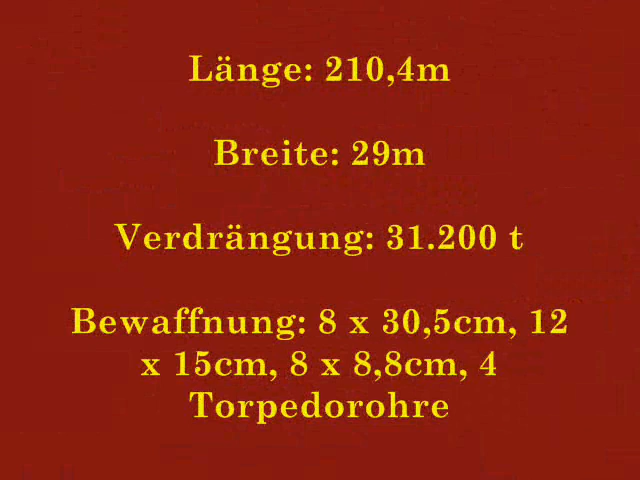 Länge: 210,4m
Breite: 29m
Verdrängung: 31.200 t
Bewaffnung: 8 x 30,5cm, 12
x 15cm, 8 x 8,8cm, 4
Torpedorohre